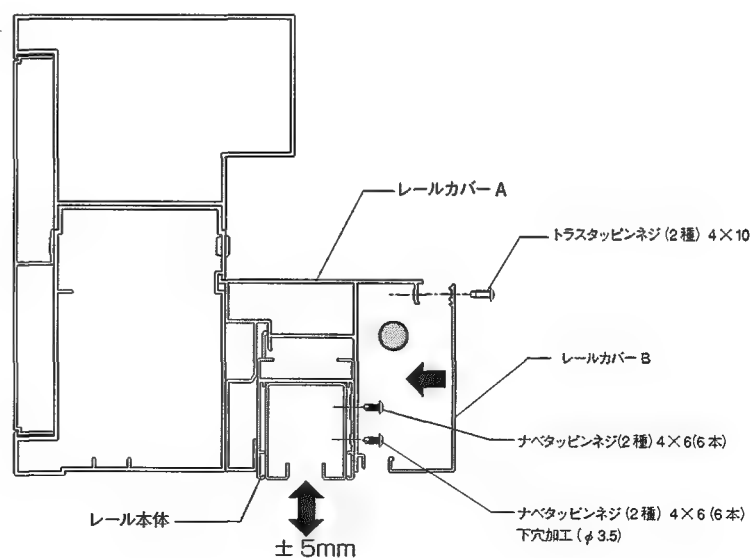 レールカバー A
トラスタッピンネジ (2種) 4×10
レールカバー B
ナベタッピンネジ(2種) 4×6(6本)
ナベタッピンネジ (2種) 4×6 (6本)
下穴加工 (φ3.5)
レール本体
±5mm